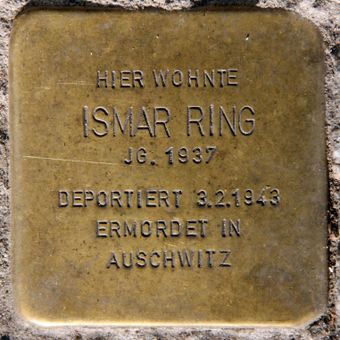 HIER WOHNTE
ISMAR RING
JG. 1937
DEPORTIERT 3.2.1943
ERMORDET IN
AUSCHWITZ